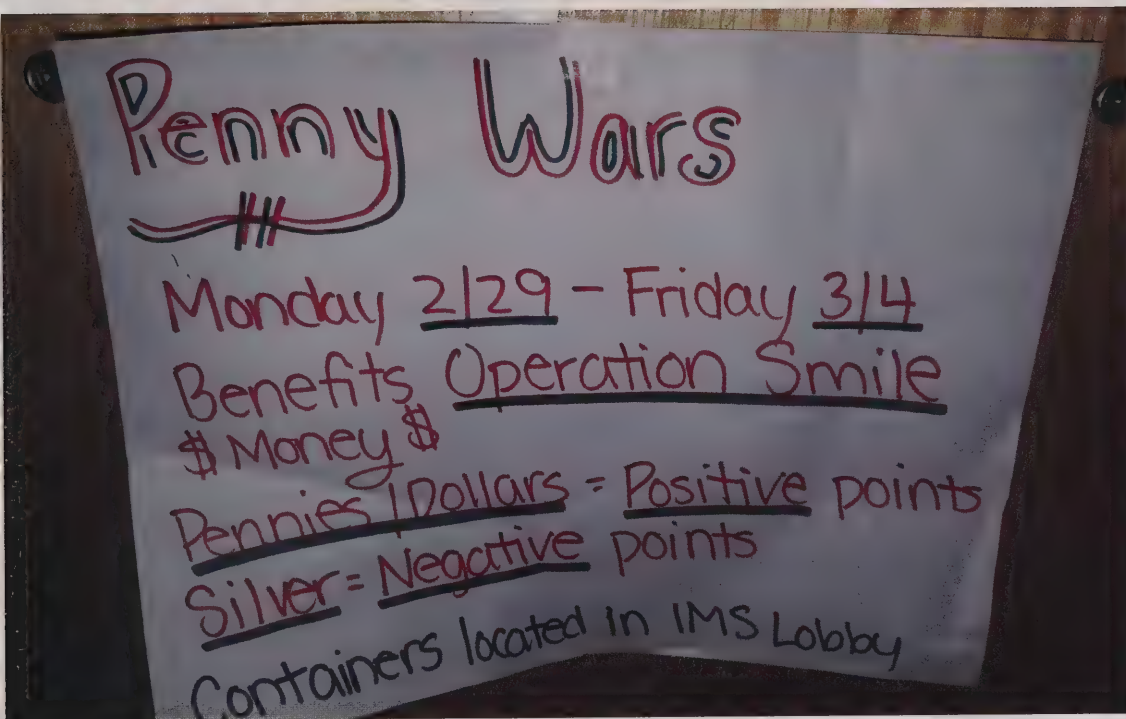 Penny Wars
Monday 2/29 - Friday 3/4
Benefits Operation Smile
$ Money $
Pennies/Dollars = Positive points
Silver = Negative points
Containers located in IMS Lobby